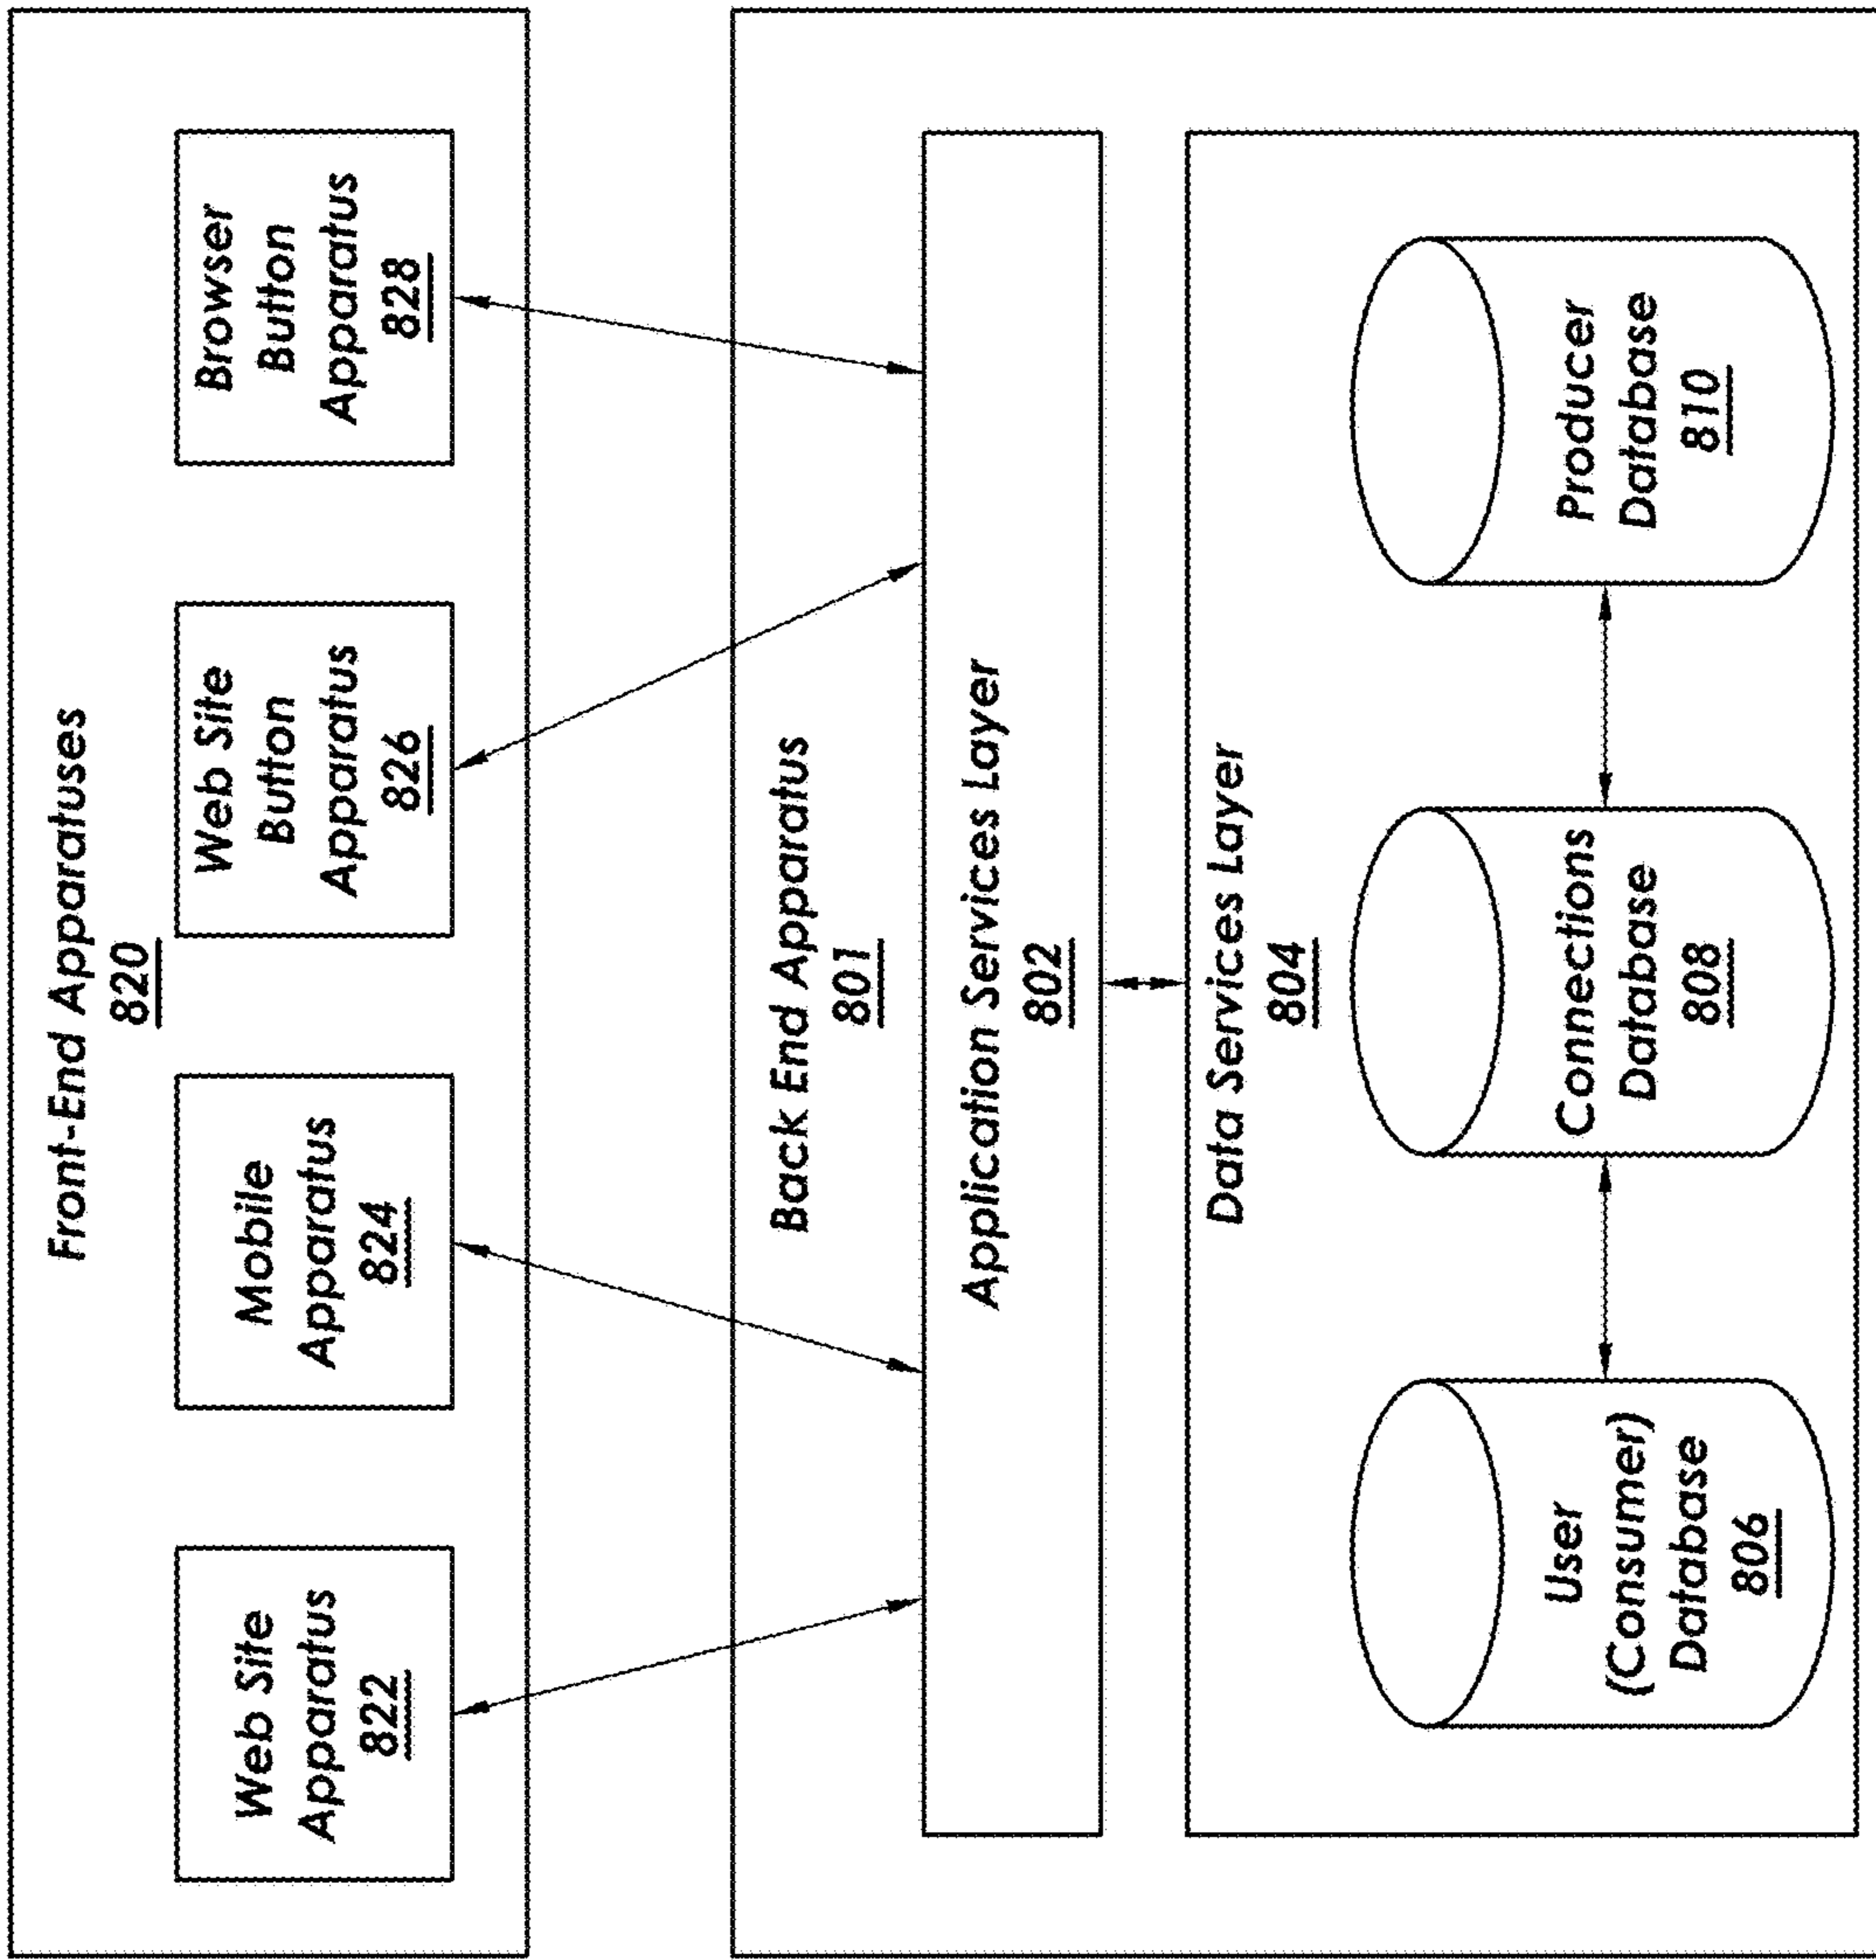 Front-End Apparatuses
820
Web Site
Apparatus
822
Mobile
Apparatus
824
Web Site
Button
Apparatus
826
Browser
Button
Apparatus
828
Back End Apparatus
801
Application Services Layer
802
Data Services Layer
804
User
(Consumer)
Database
806
Connections
Database
808
Producer
Database
810